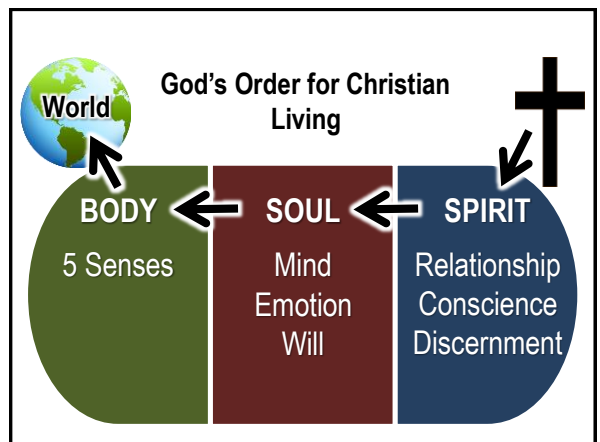 God's Order for Christian
Living
World
BODY
5 Senses
SOUL
Mind
Emotion
Will
SPIRIT
Relationship
Conscience
Discernment